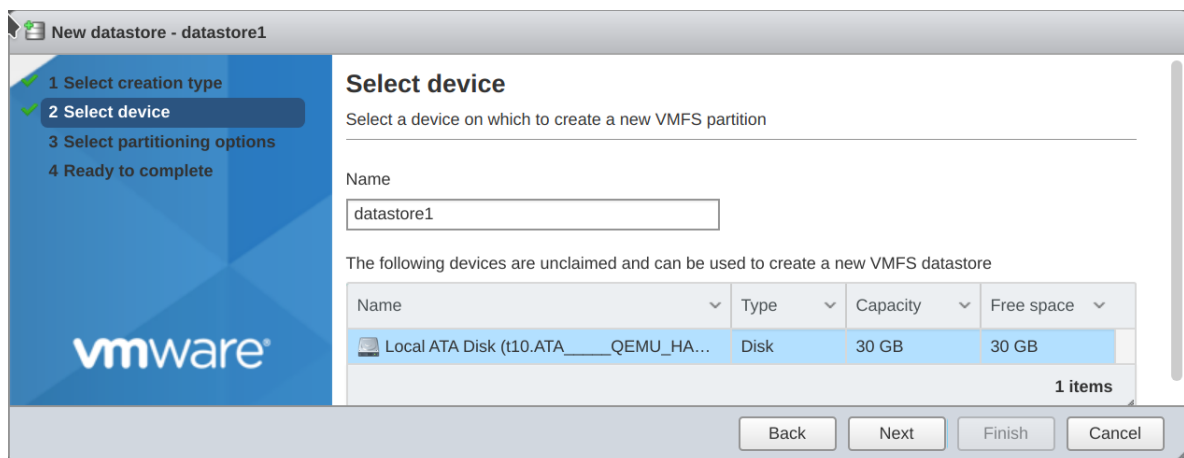 New datastore - datastore1
1 Select creation type
2 Select device
3 Select partitioning options
4 Ready to complete
vmware®
Select device
Select a device on which to create a new VMFS partition
Name
datastore1
The following devices are unclaimed and can be used to create a new VMFS datastore
Name Type Capacity Free space
Local ATA Disk (t10.ATA_____QEMU_HA... Disk 30 GB 30 GB
1 items
Back Next Finish Cancel